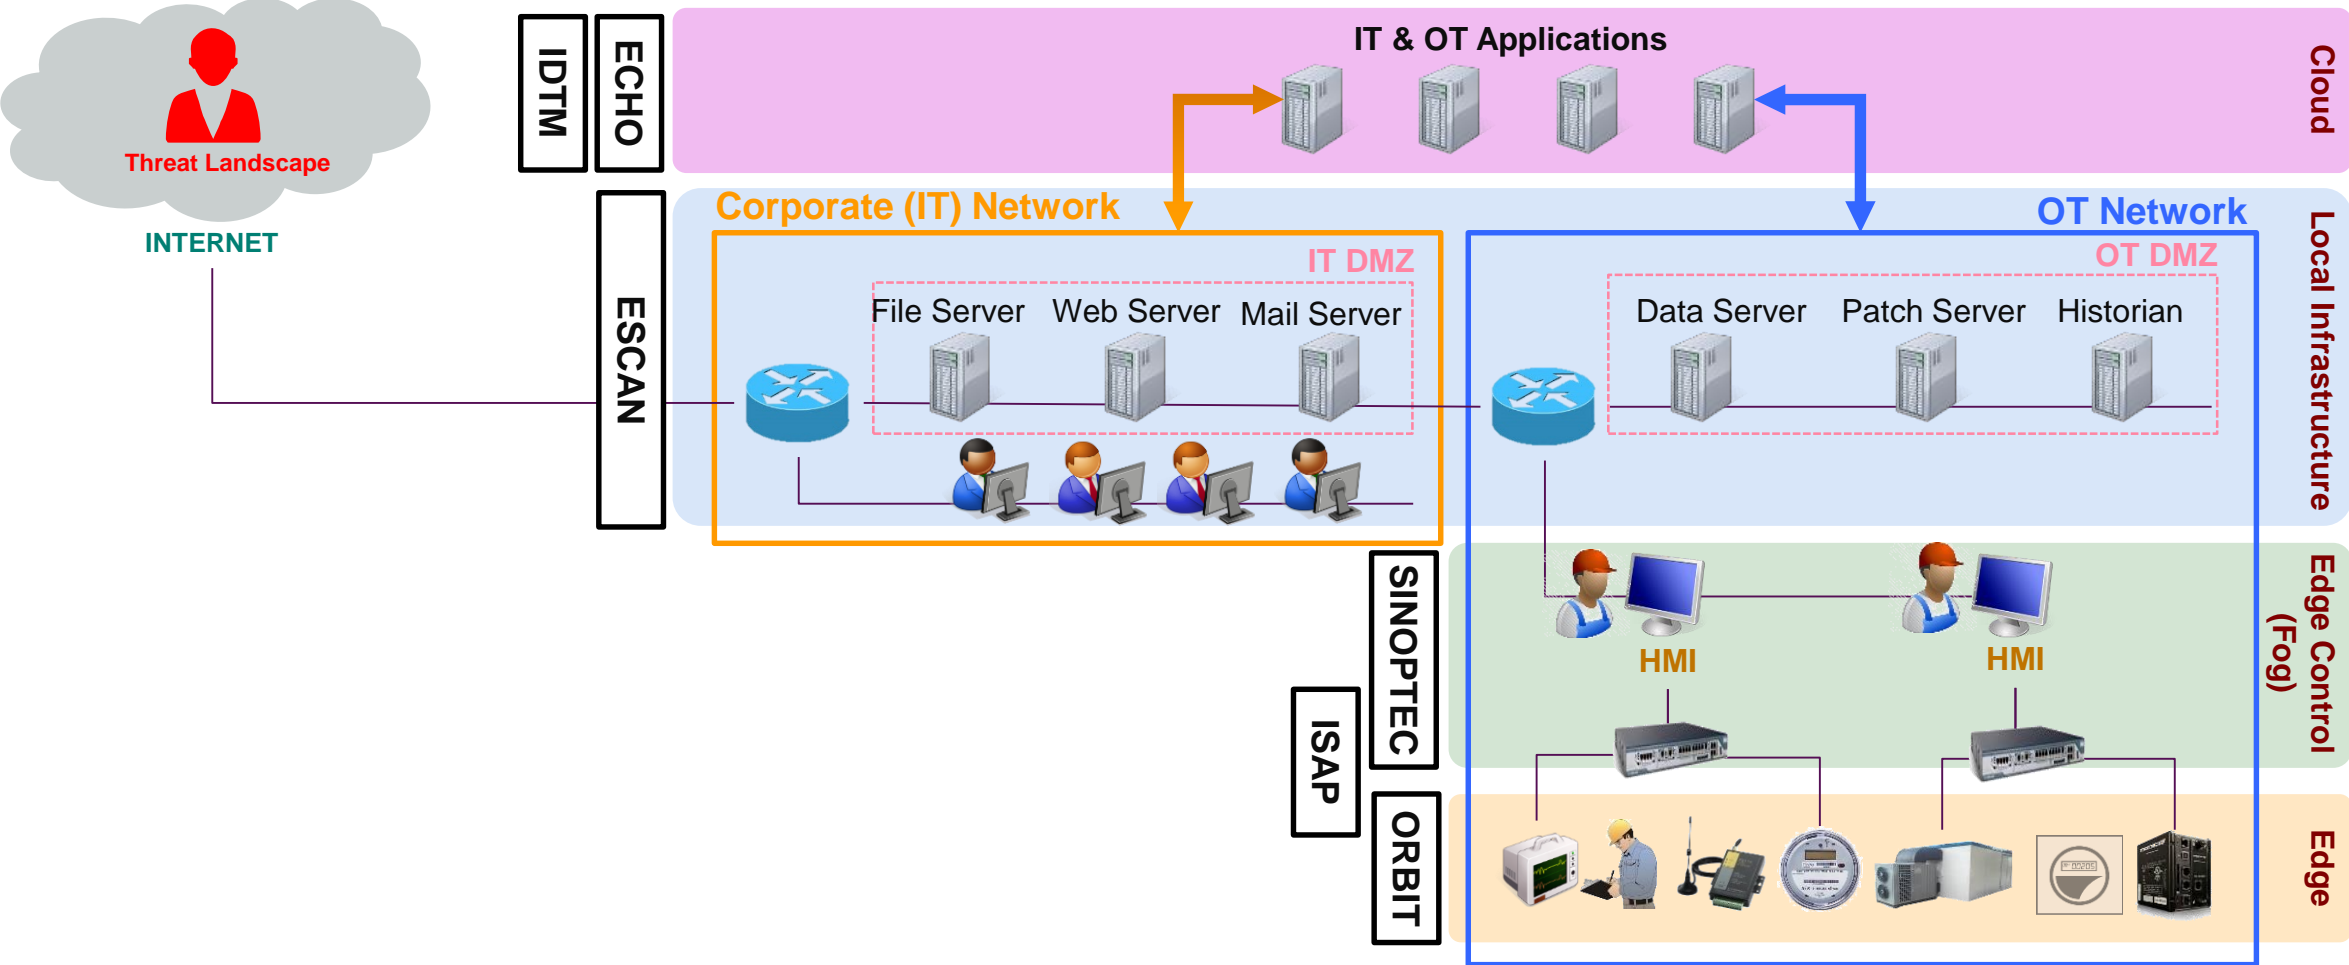 IT & OT Applications
Cloud
IDTM
ECHO
Threat Landscape
INTERNET
Corporate (IT) Network
OT Network
Local Infrastructure
IT DMZ
OT DMZ
File Server
Web Server
Mail Server
Data Server
Patch Server
Historian
ESCAN
SINOPTEC
HMI
HMI
Edge Control
(Fog)
ISAP
ORBIT
Edge